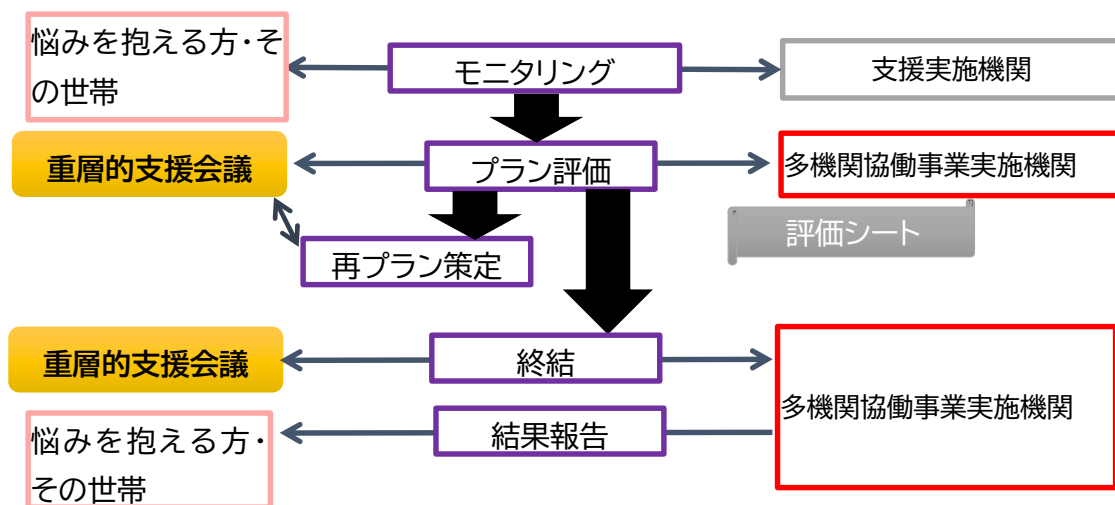 悩みを抱える方・そ
の世帯
モニタリング
支援実施機関
重層的支援会議
プラン評価
多機関協働事業実施機関
評価シート
再プラン策定
重層的支援会議
終結
多機関協働事業実施機関
結果報告
悩みを抱える方・
その世帯